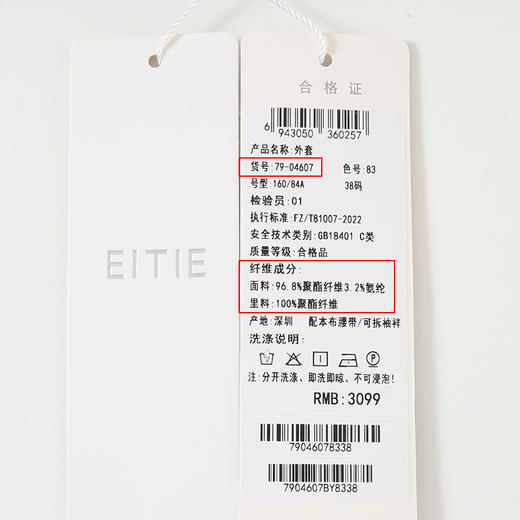 EITIE
合格证
6 943050 360257
产品名称:外套
货号:79-04607 色号:83
号型:160/84A 38码
检验员:01
执行标准:FZ/T81007-2022
安全技术类别:GB18401 C类
质量等级:合格品
纤维成分:
面料:96.8%聚酯纤维3.2%氨纶
里料:100%聚酯纤维
产地:深圳 配本布腰带/可拆袖袢
洗涤说明:
P
注:分开洗涤、即洗即晾、不可浸泡!
RMB:3099
79046078338
7904607BY8338